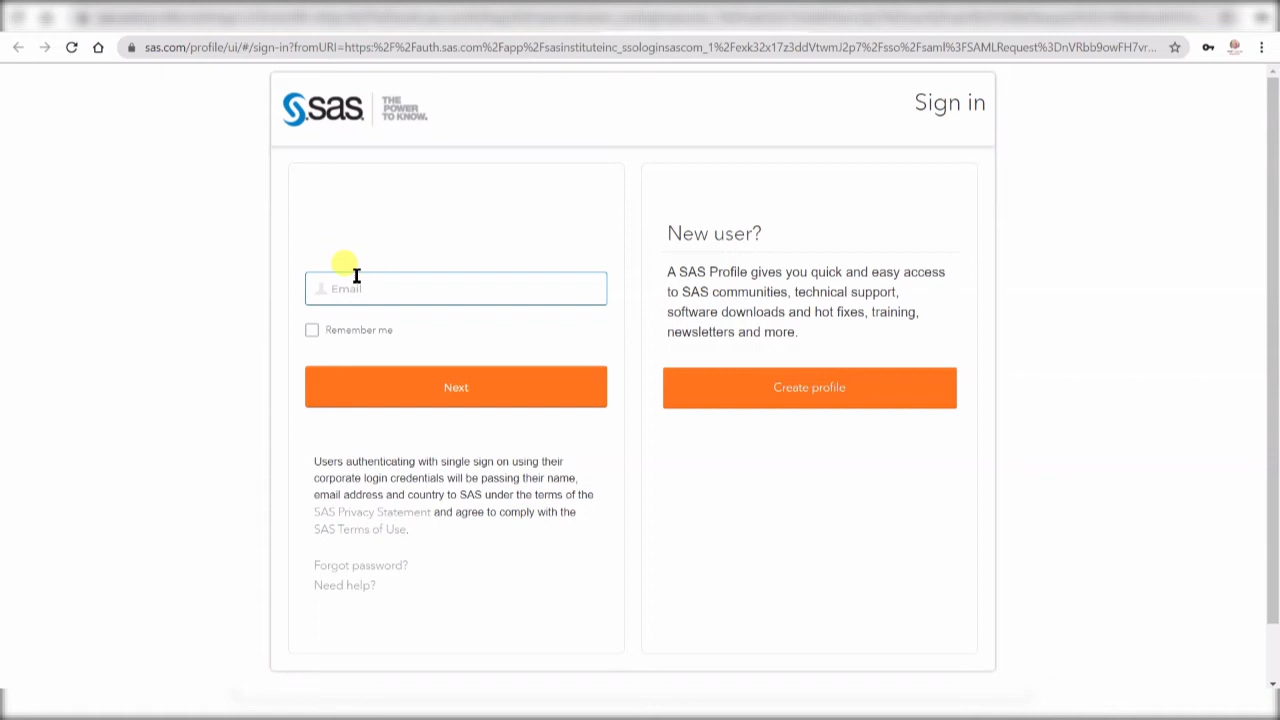 sas.com/profile/ui/#/sign-in?fromURI=https:%2F%2Fauth.sas.com%2Fapp%2Fsasinstituteinc_ssologinsascom_1%2Fexk32x17z3ddVtwmJ2p7%2Fsso%2Fsaml%3FSAMLRequest%3DnVRbb9owFH7vr...
sas THE POWER TO KNOW.
Sign in
Email
Remember me
Next
Users authenticating with single sign on using their
corporate login credentials will be passing their name,
email address and country to SAS under the terms of the
SAS Privacy Statement and agree to comply with the
SAS Terms of Use.
Forgot password?
Need help?
New user?
A SAS Profile gives you quick and easy access
to SAS communities, technical support,
software downloads and hot fixes, training,
newsletters and more.
Create profile